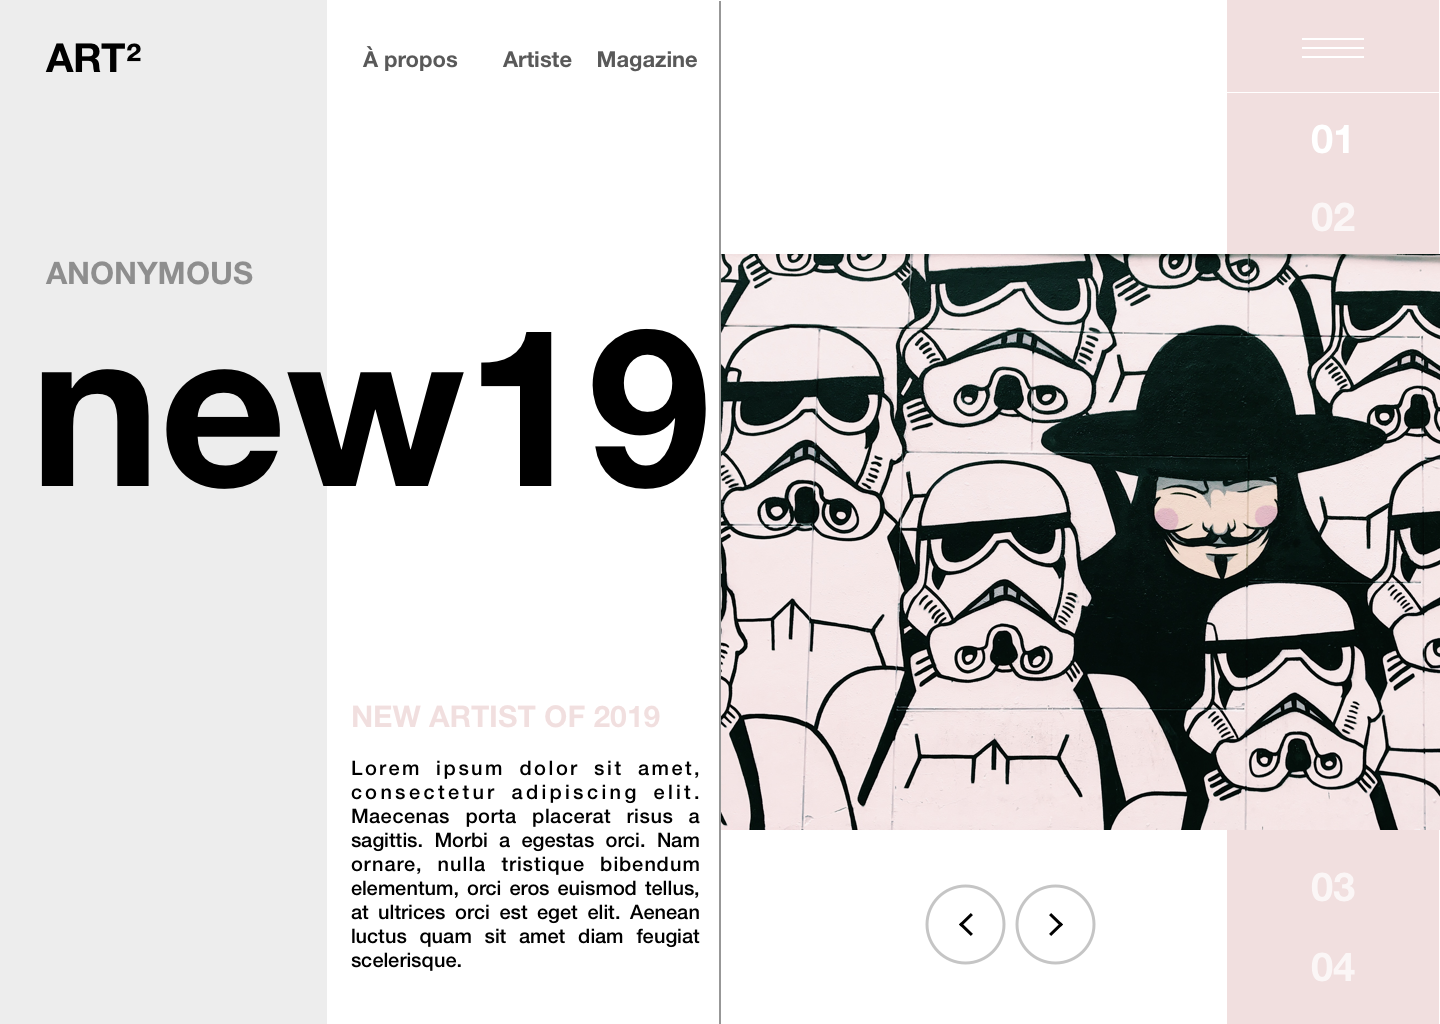 ART²
À propos Artiste Magazine
01
02
ANONYMOUS
new19
NEW ARTIST OF 2019
Lorem ipsum dolor sit amet,
consectetur adipiscing elit.
Maecenas porta placerat risus a
sagittis. Morbi a egestas orci. Nam
ornare, nulla tristique bibendum
elementum, orci eros euismod tellus,
at ultrices orci est eget elit. Aenean
luctus quam sit amet diam feugiat
scelerisque.
03
04